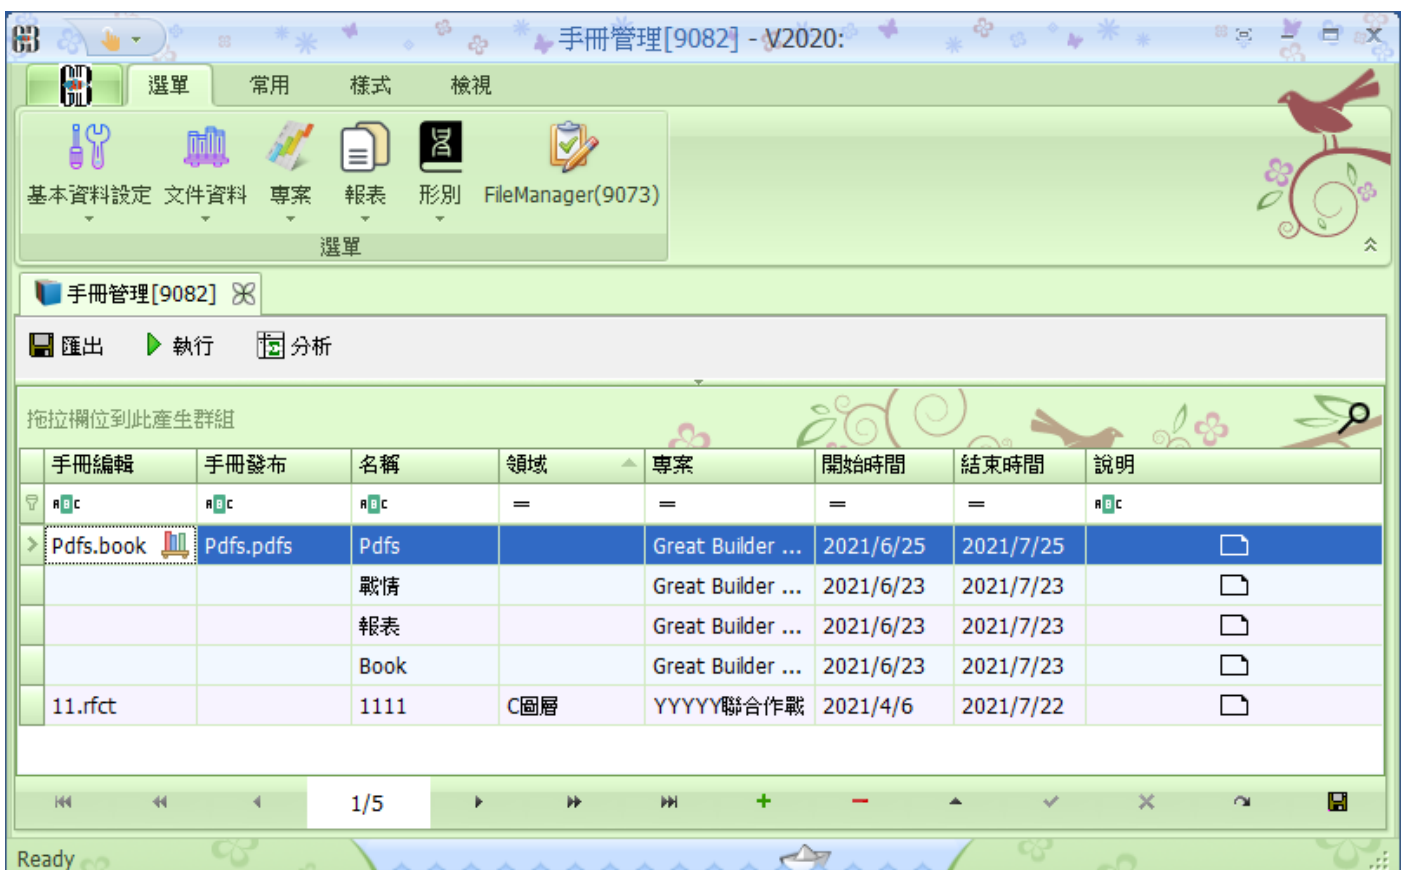 手冊管理[9082] - V2020:
選單 常用 樣式 檢視
基本資料設定 文件資料 專案 報表 形別 FileManager(9073)
選單
手冊管理[9082]
匯出 執行 分析
拖拉欄位到此產生群組
手冊編輯 手冊發布 名稱 領域 專案 開始時間 結束時間 說明
ABC ABC ABC = = = = ABC
Pdfs.book Pdfs.pdfs Pdfs Great Builder ... 2021/6/25 2021/7/25
戰情 Great Builder ... 2021/6/23 2021/7/23
報表 Great Builder ... 2021/6/23 2021/7/23
Book Great Builder ... 2021/6/23 2021/7/23
11.rfct 1111 C圖層 YYYYY聯合作戰 2021/4/6 2021/7/22
1/5
Ready